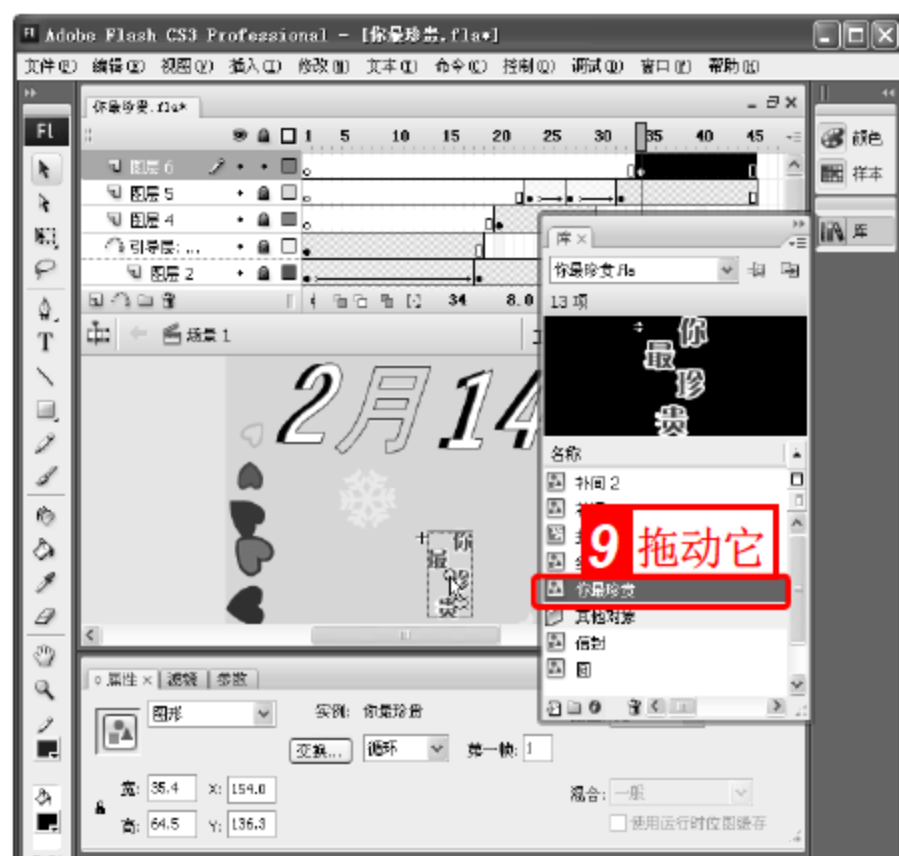 Adobe Flash CS3 Professional - [你最珍贵.fla*]
文件(F) 编辑(E) 视图(V) 插入(I) 修改(M) 文本(T) 命令(C) 控制(O) 调试(D) 窗口(W) 帮助(H)
你最珍贵.fla*
Fl
1 5 10 15 20 25 30 35 40 45
图层 6
图层 5
图层 4
引导层: ...
图层 2
34 8.0
场景 1
颜色
样本
库
库 ×
你最珍贵.fla
13 项
你
最
珍
贵
名称
补间 2
9 拖动它
你最珍贵
其他对象
信封
圆
2月14
你
最
珍
贵
属性 × 滤镜 参数
图形
实例: 你最珍贵
交换... 循环 第一帧: 1
宽: 35.4 X: 154.0
高: 64.5 Y: 136.3
混合: 一般
使用运行时位图缓存